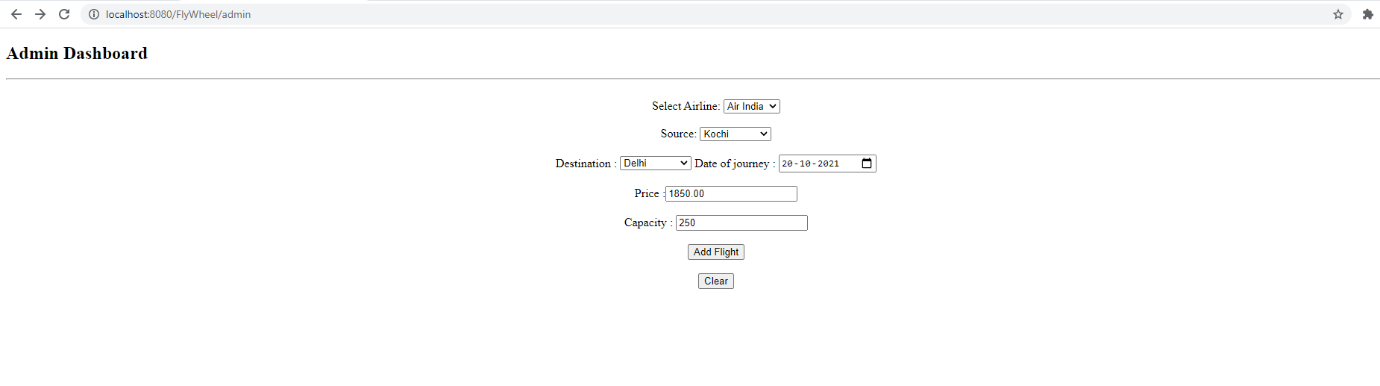 localhost:8080/FlyWheel/admin
Admin Dashboard
Select Airline: Air India
Source: Kochi
Destination : Delhi Date of journey : 20-10-2021
Price :1850.00
Capacity : 250
Add Flight
Clear